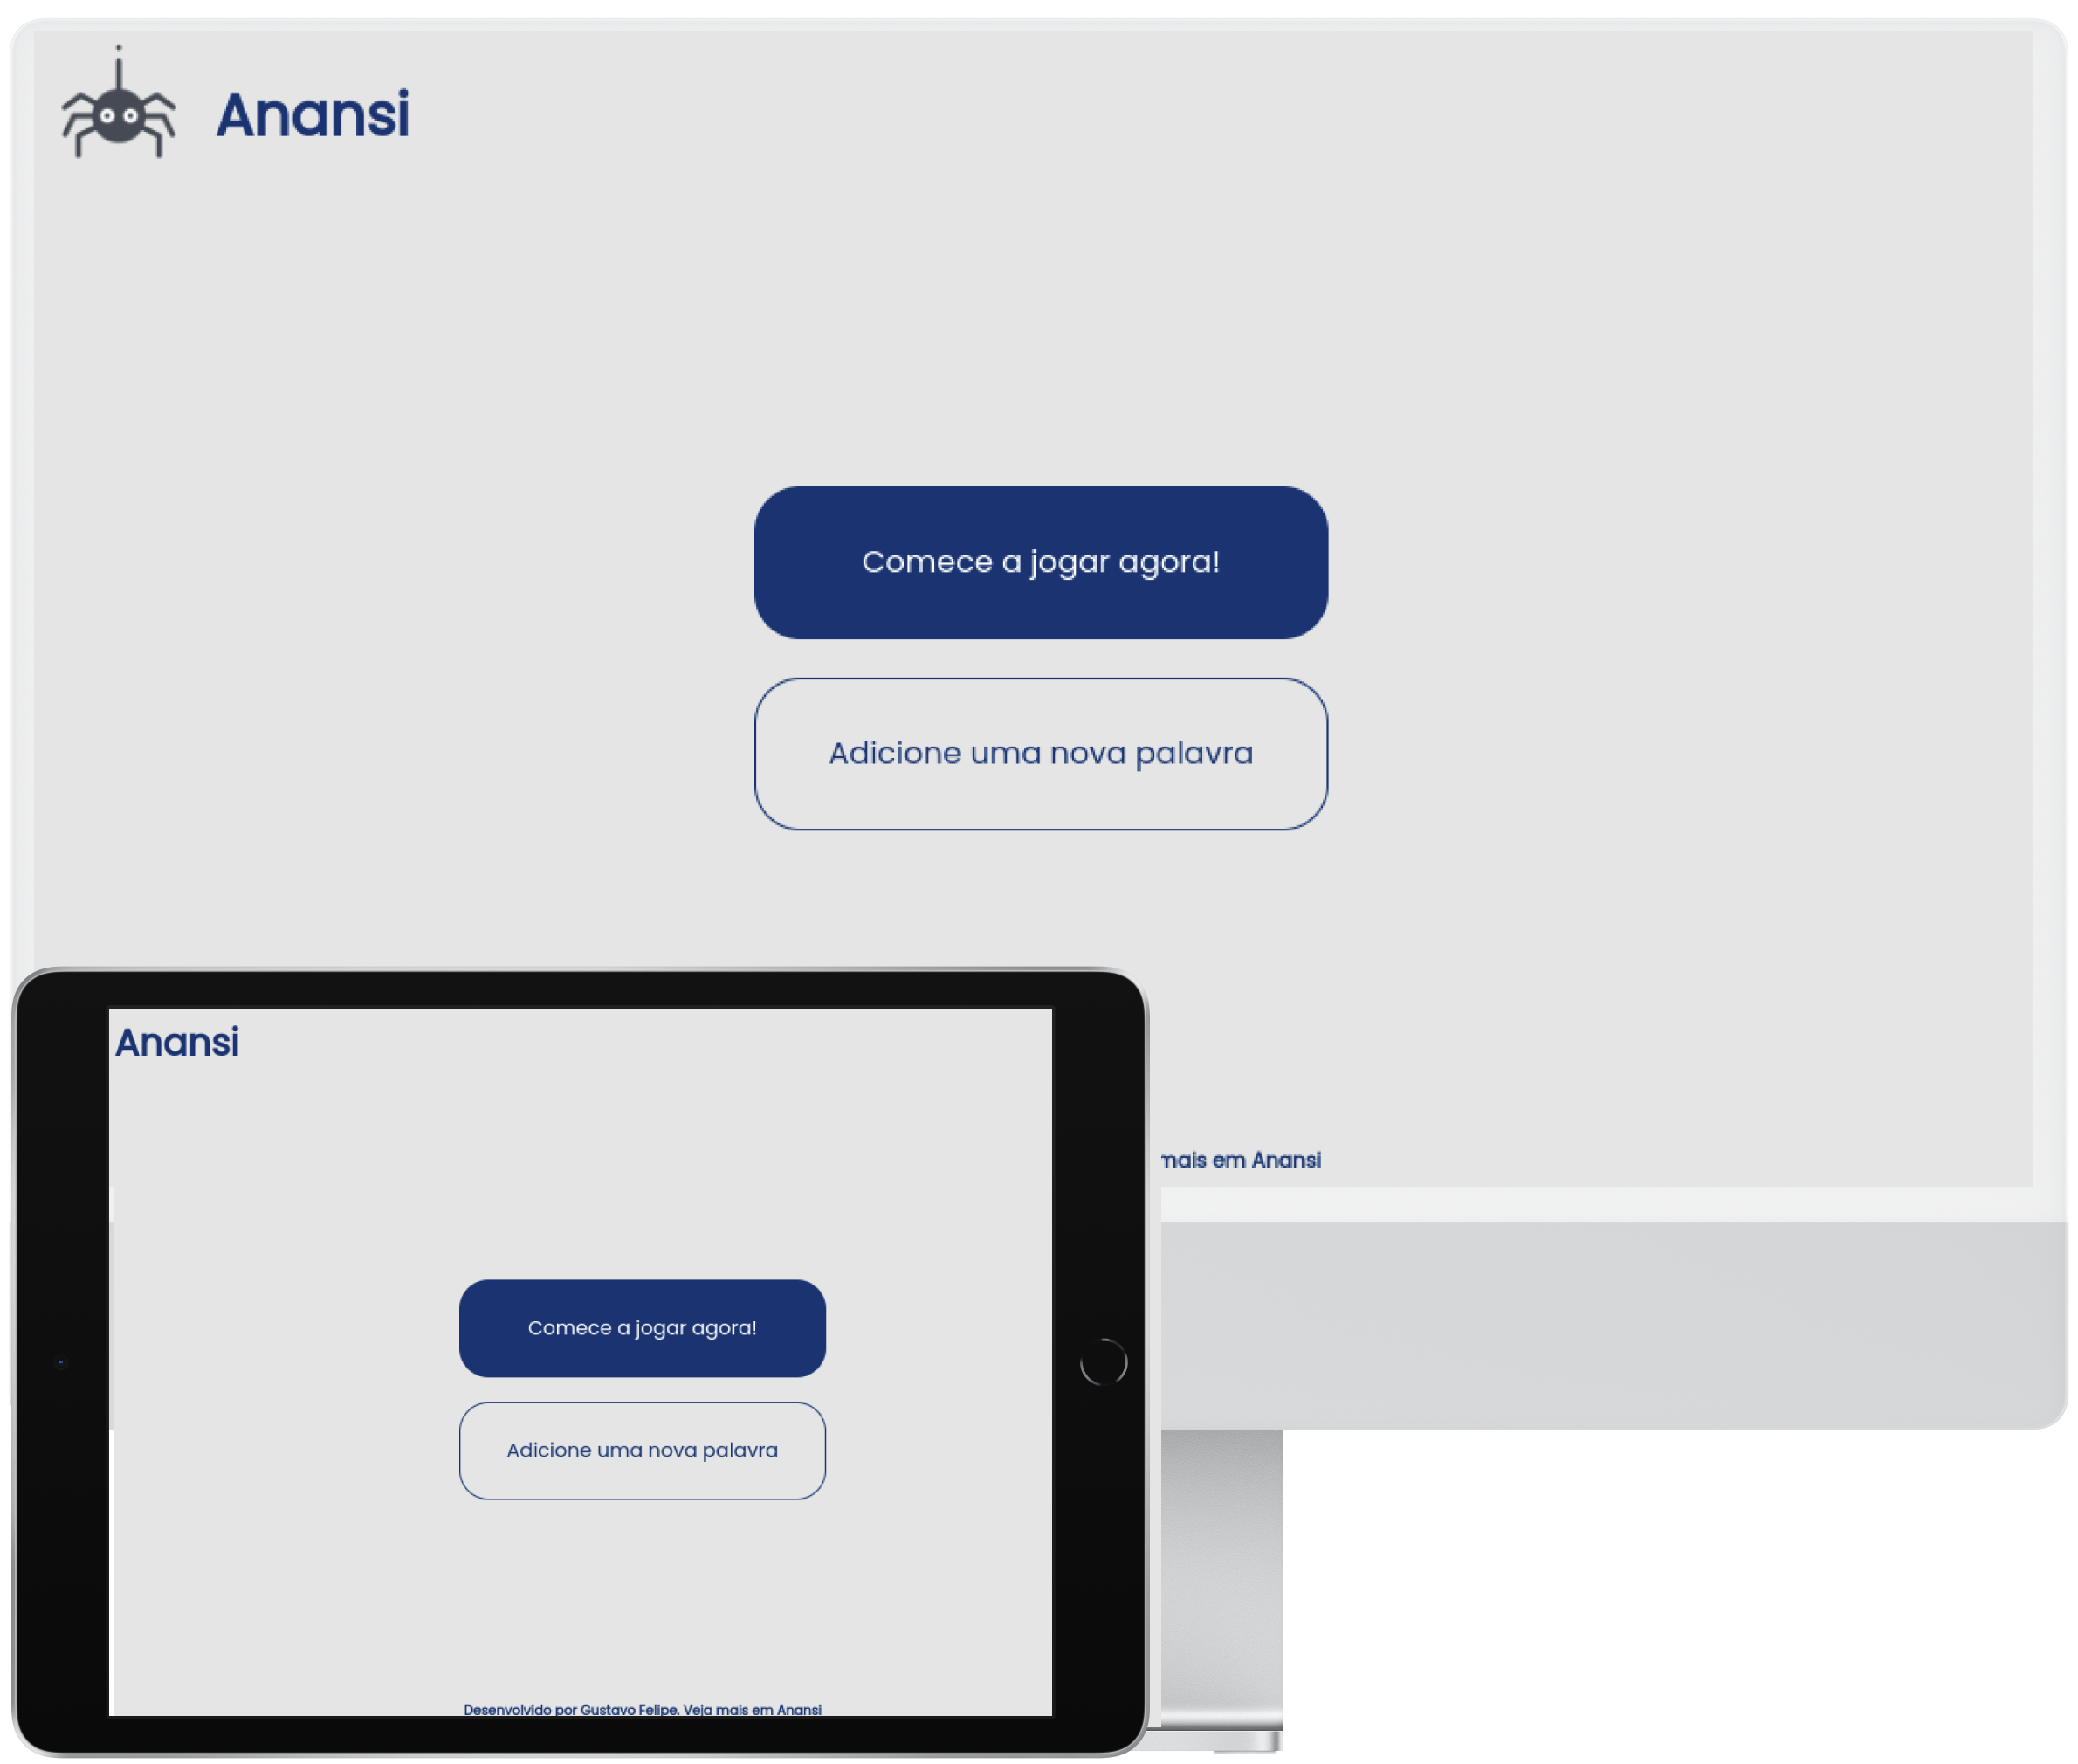 Anansi
Comece a jogar agora!
Adicione uma nova palavra
mais em Anansi
Anansi
Comece a jogar agora!
Adicione uma nova palavra
Desenvolvido por Gustavo Felipe. Veja mais em Anansi